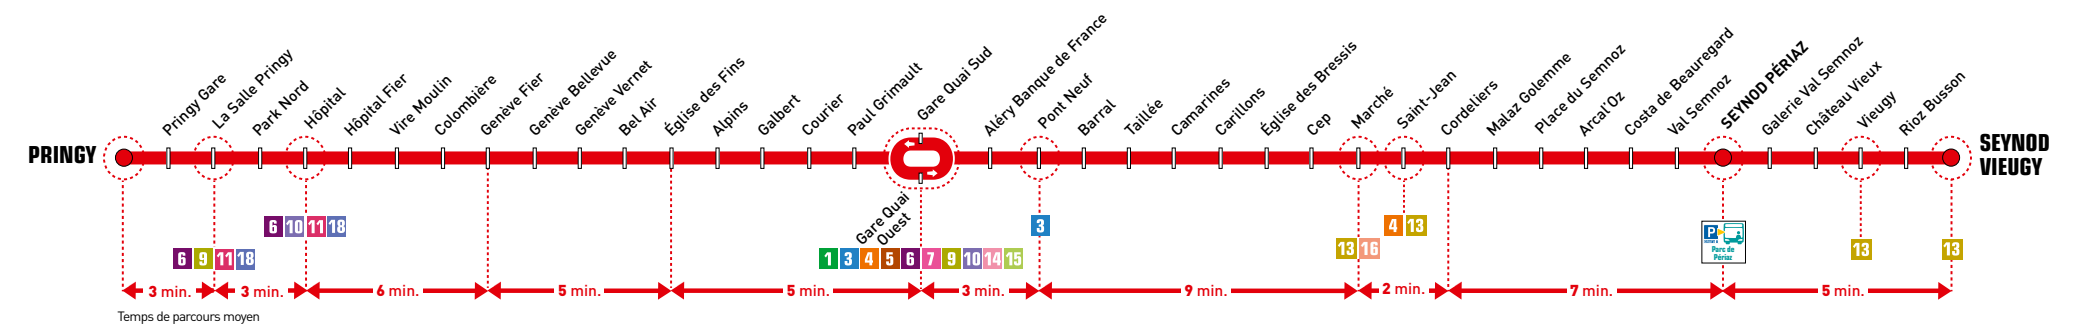 PRINGY
Pringy Gare
La Salle Pringy
Park Nord
Hôpital
Hôpital Fier
Vire Moulin
Colombière
Genève Fier
Genève Bellevue
Genève Vernet
Bel Air
Église des Fins
Alpins
Galbert
Courier
Paul Grimault
Gare Quai Sud
Gare Quai
Ouest
Aléry Banque de France
Pont Neuf
Barral
Taillée
Camarines
Carillons
Église des Bressis
Cep
Marché
Saint-Jean
Cordeliers
Malaz Golemme
Place du Semnoz
Arcal'Oz
Costa de Beauregard
Val Semnoz
SEYNOD PÉRIAZ
Galerie Val Semnoz
Château Vieux
Vieugy
Rioz Busson
SEYNOD
VIEUGY
6 9 11 18
6 10 11 18
1 3 4 5 6 7 9 10 14 15
3
13 16
4 13
P
Parc de
Périaz
13
13
3 min.
3 min.
6 min.
5 min.
5 min.
3 min.
9 min.
2 min.
7 min.
5 min.
Temps de parcours moyen